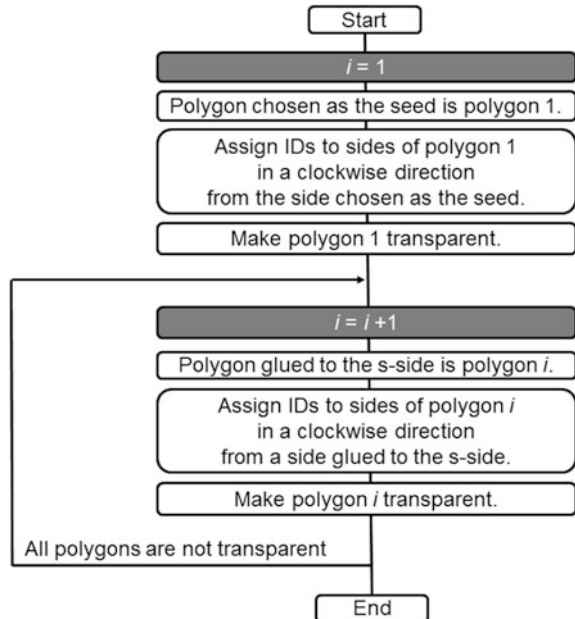 Start
i = 1
Polygon chosen as the seed is polygon 1.
Assign IDs to sides of polygon 1
in a clockwise direction
from the side chosen as the seed.
Make polygon 1 transparent.
i = i +1
Polygon glued to the s-side is polygon i.
Assign IDs to sides of polygon i
in a clockwise direction
from a side glued to the s-side.
Make polygon i transparent.
All polygons are not transparent
End